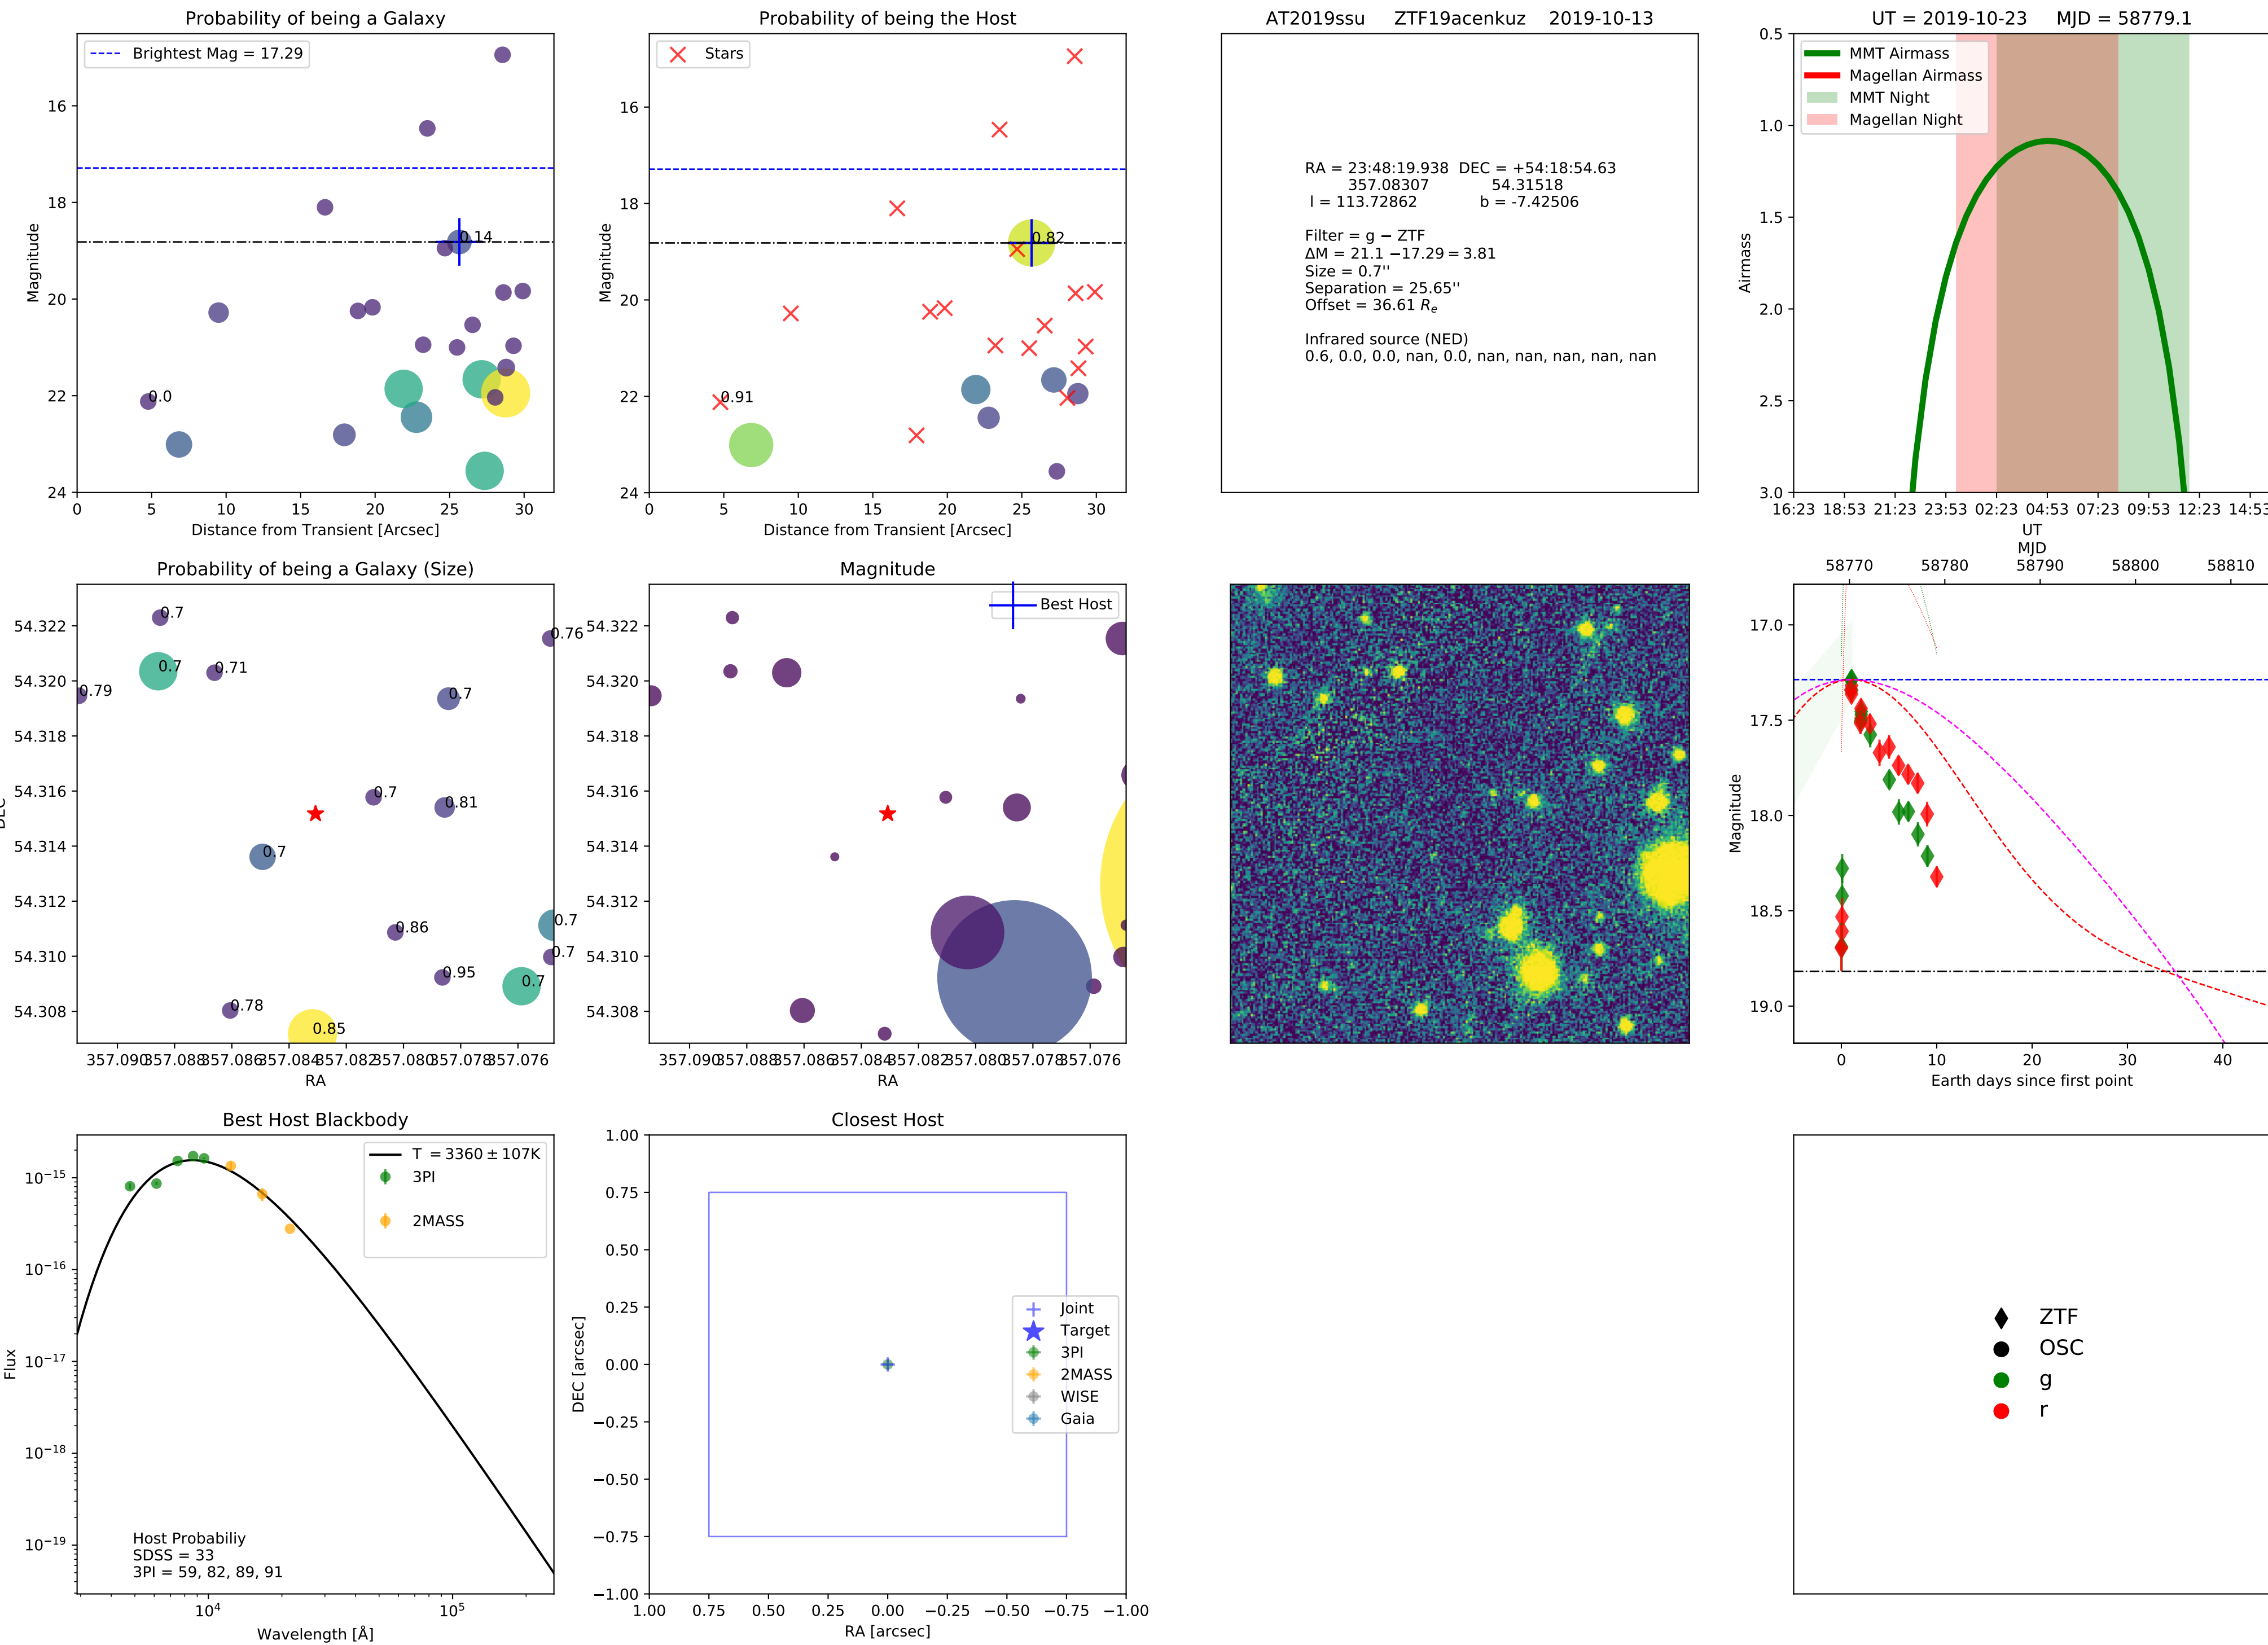 Probability of being a Galaxy
Brightest Mag = 17.29
0.14
0.0
Magnitude
16
18
20
22
24
0 5 10 15 20 25 30
Distance from Transient [Arcsec]
Probability of being the Host
Stars
0.82
0.91
Magnitude
16
18
20
22
24
0 5 10 15 20 25 30
Distance from Transient [Arcsec]
AT2019ssu ZTF19acenkuz 2019-10-13
RA = 23:48:19.938 DEC = +54:18:54.63
357.08307 54.31518
l = 113.72862 b = -7.42506
Filter = g − ZTF
ΔM = 21.1 −17.29 = 3.81
Size = 0.7''
Separation = 25.65''
Offset = 36.61 Re
Infrared source (NED)
0.6, 0.0, 0.0, nan, 0.0, nan, nan, nan, nan, nan
UT = 2019-10-23 MJD = 58779.1
MMT Airmass
Magellan Airmass
MMT Night
Magellan Night
Airmass
0.5
1.0
1.5
2.0
2.5
3.0
16:23 18:53 21:23 23:53 02:23 04:53 07:23 09:53 12:23 14:53
UT
Probability of being a Galaxy (Size)
0.7
0.76
0.7
0.71
0.79
0.7
0.7
0.81
0.7
0.86
0.7
0.7
0.95
0.7
0.78
0.85
DEC
54.322
54.320
54.318
54.316
54.314
54.312
54.310
54.308
357.090 357.088 357.086 357.084 357.082 357.080 357.078 357.076
RA
Magnitude
Best Host
54.322
54.320
54.318
54.316
54.314
54.312
54.310
54.308
357.090 357.088 357.086 357.084 357.082 357.080 357.078 357.076
RA
MJD
58770 58780 58790 58800 58810
Magnitude
17.0
17.5
18.0
18.5
19.0
0 10 20 30 40
Earth days since first point
Best Host Blackbody
T = 3360 ± 107K
3PI
2MASS
Flux
10⁻¹⁵
10⁻¹⁶
10⁻¹⁷
10⁻¹⁸
10⁻¹⁹
Host Probabiliy
SDSS = 33
3PI = 59, 82, 89, 91
10⁴ 10⁵
Wavelength [Å]
Closest Host
Joint
Target
3PI
2MASS
WISE
Gaia
DEC [arcsec]
1.00
0.75
0.50
0.25
0.00
−0.25
−0.50
−0.75
−1.00
1.00 0.75 0.50 0.25 0.00 −0.25 −0.50 −0.75 −1.00
RA [arcsec]
ZTF
OSC
g
r